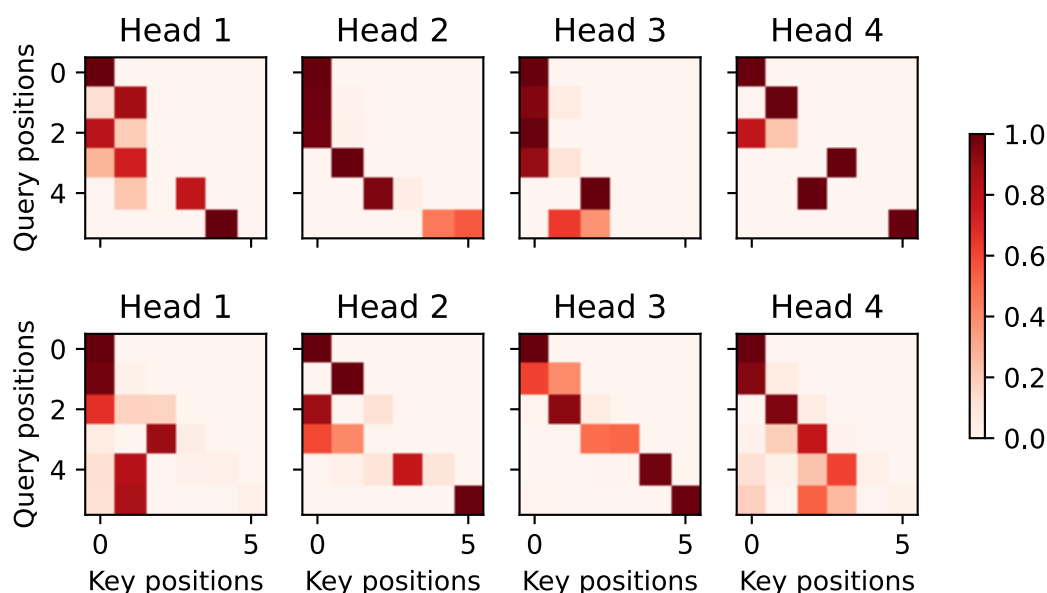 Head 1 Head 2 Head 3 Head 4
Query positions
0
2
4
0 5
1.0
0.8
0.6
0.4
0.2
0.0
Head 1 Head 2 Head 3 Head 4
Query positions
0
2
4
0 5 0 5 0 5 0 5
Key positions Key positions Key positions Key positions